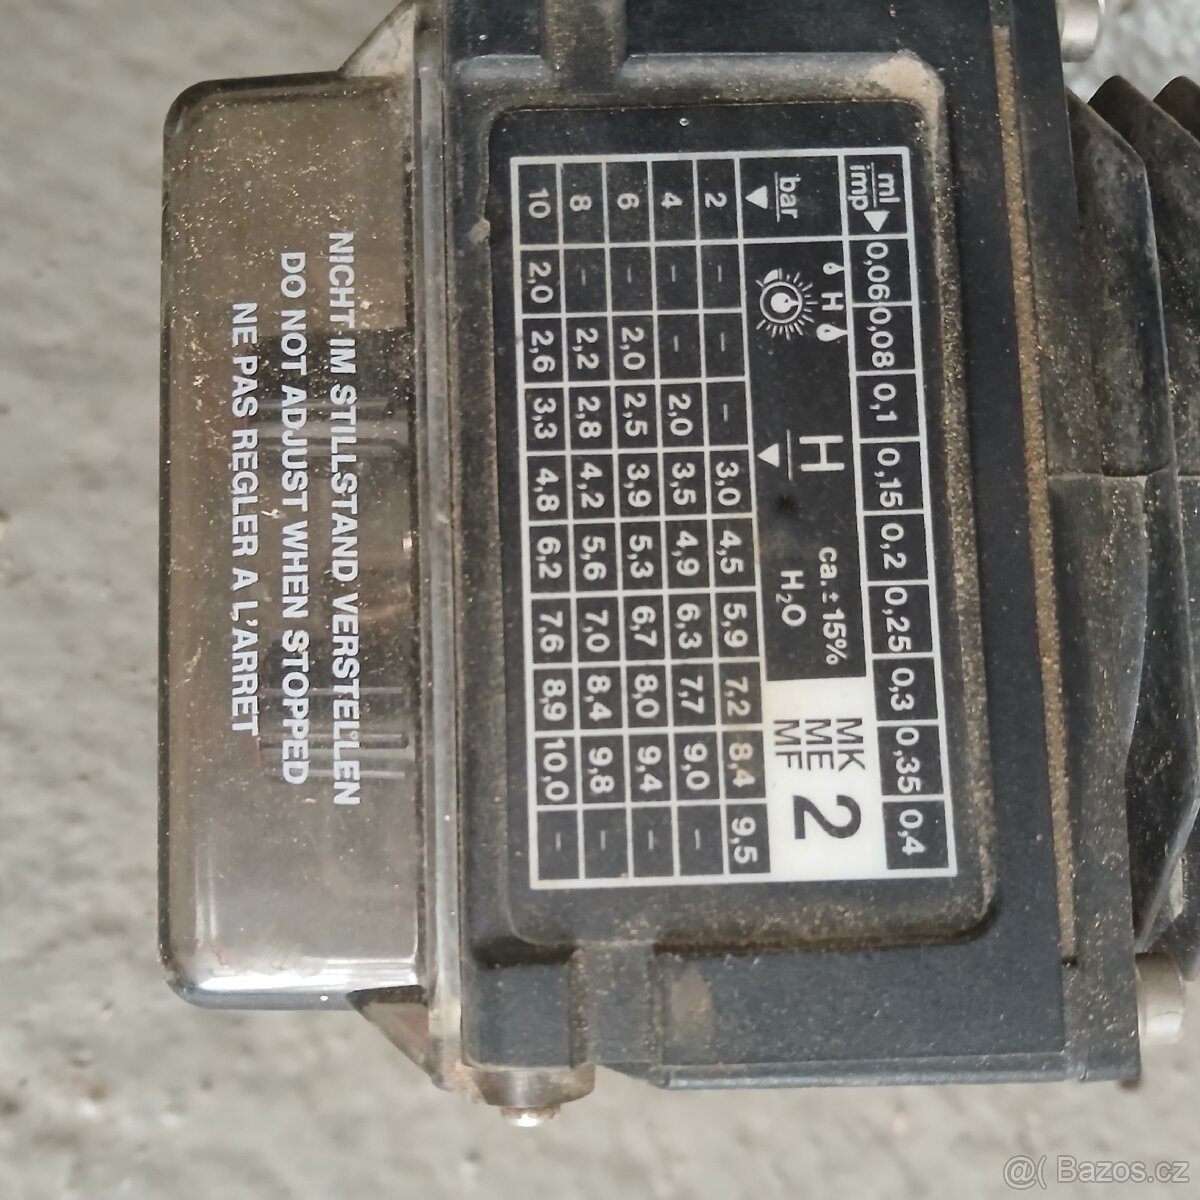 ml
imp 0,06 0,08 0,1 0,15 0,2 0,25 0,3 0,35 0,4
bar H H ca. ± 15% MK
H₂O ME 2
MF
2 - - - 3,0 4,5 5,9 7,2 8,4 9,5
4 - - 2,0 3,5 4,9 6,3 7,7 9,0 -
6 - 2,0 2,5 3,9 5,3 6,7 8,0 9,4 -
8 - 2,2 2,8 4,2 5,6 7,0 8,4 9,8 -
10 2,0 2,6 3,3 4,8 6,2 7,6 8,9 10,0 -
NICHT IM STILLSTAND VERSTELLEN
DO NOT ADJUST WHEN STOPPED
NE PAS REGLER A L'ARRET
@( Bazos.cz